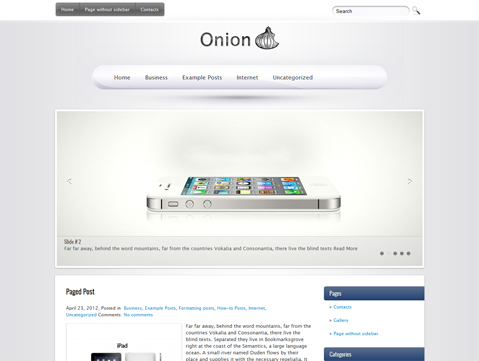 Home Page without sidebar Contacts
Search
Onion
Home Business Example Posts Internet Uncategorized
Slide # 2
Far far away, behind the word mountains, far from the countries Vokalia and Consonantia, there live the blind texts Read More
Paged Post
April 23, 2012, Posted in Business, Example Posts, Formatting posts, How-to Posts, Internet,
Uncategorized Comments: No comments
iPad
Far far away, behind the word mountains, far from the
countries Vokalia and Consonantia, there live the
blind texts. Separated they live in Bookmarksgrove
right at the coast of the Semantics, a large language
ocean. A small river named Duden flows by their
place and supplies it with the necessary regelialia. It
Pages
» Contacts
» Gallery
» Page without sidebar
Categories